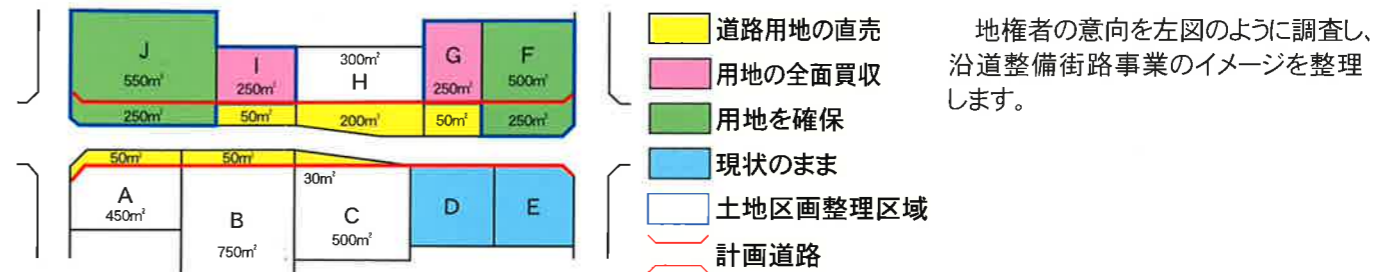 J
550m²
250m²
I
250m²
50m²
300m²
H
200m²
G
250m²
50m²
F
500m²
250m²
50m²
A
450m²
50m²
B
750m²
30m²
C
500m²
D
E
道路用地の直売
用地の全面買収
用地を確保
現状のまま
土地区画整理区域
計画道路
地権者の意向を左図のように調査し、
沿道整備街路事業のイメージを整理
します。